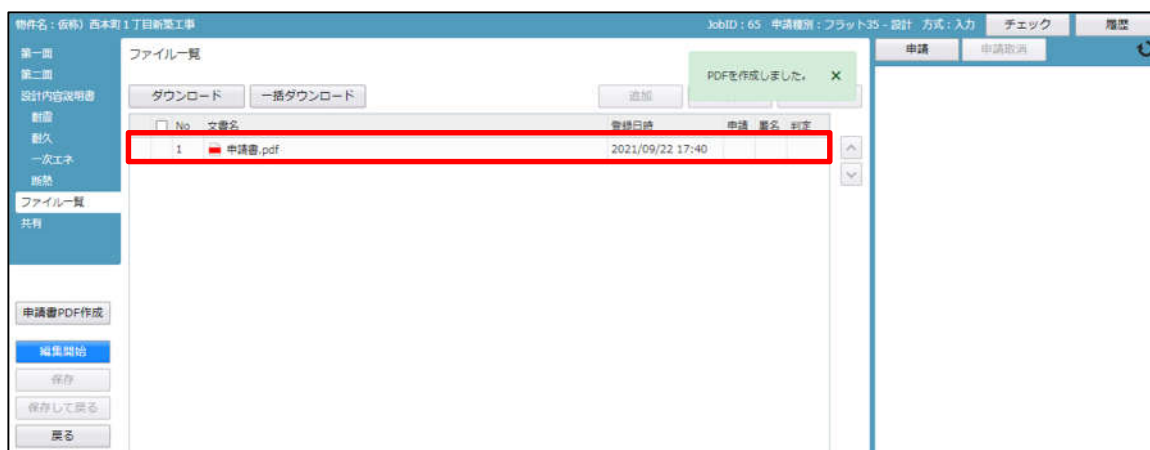 物件名：仮称）西本町１丁目新築工事
JobID：65 申請種別：フラット35 - 設計 方式：入力
チェック
履歴
第一面
第二面
設計内容説明書
耐震
耐久
一次エネ
断熱
ファイル一覧
共有
申請書PDF作成
編集開始
保存
保存して戻る
戻る
ファイル一覧
PDFを作成しました。 ×
ダウンロード
一括ダウンロード
追加
No 文書名 登録日時 申請 署名 判定
1 申請書.pdf 2021/09/22 17:40
申請
申請取消